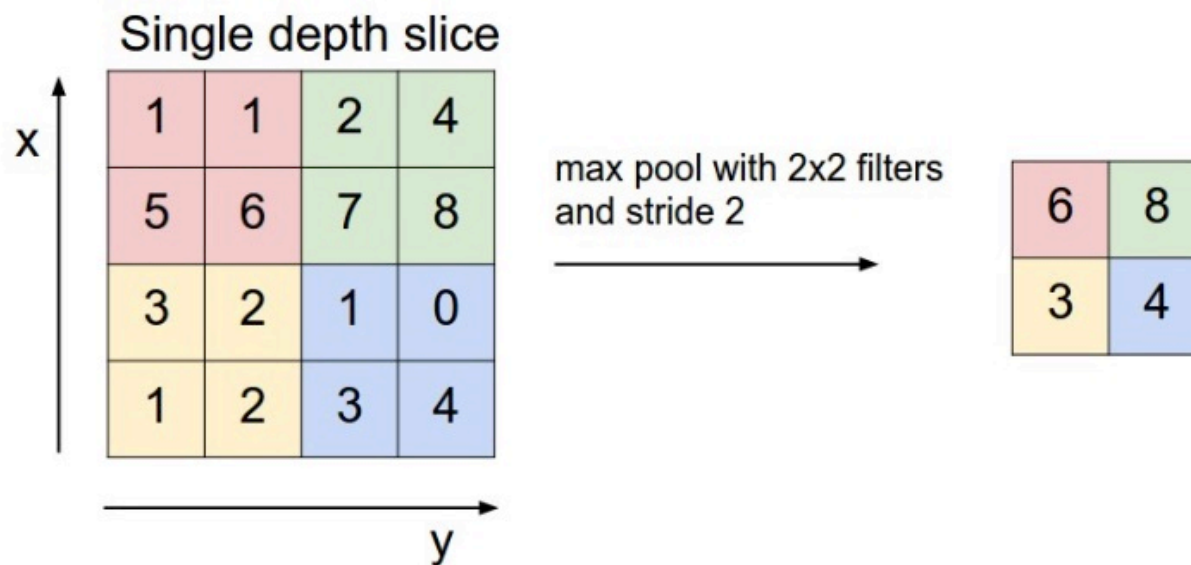 Single depth slice
x
1 1 2 4
5 6 7 8
3 2 1 0
1 2 3 4
y
max pool with 2x2 filters
and stride 2
6 8
3 4